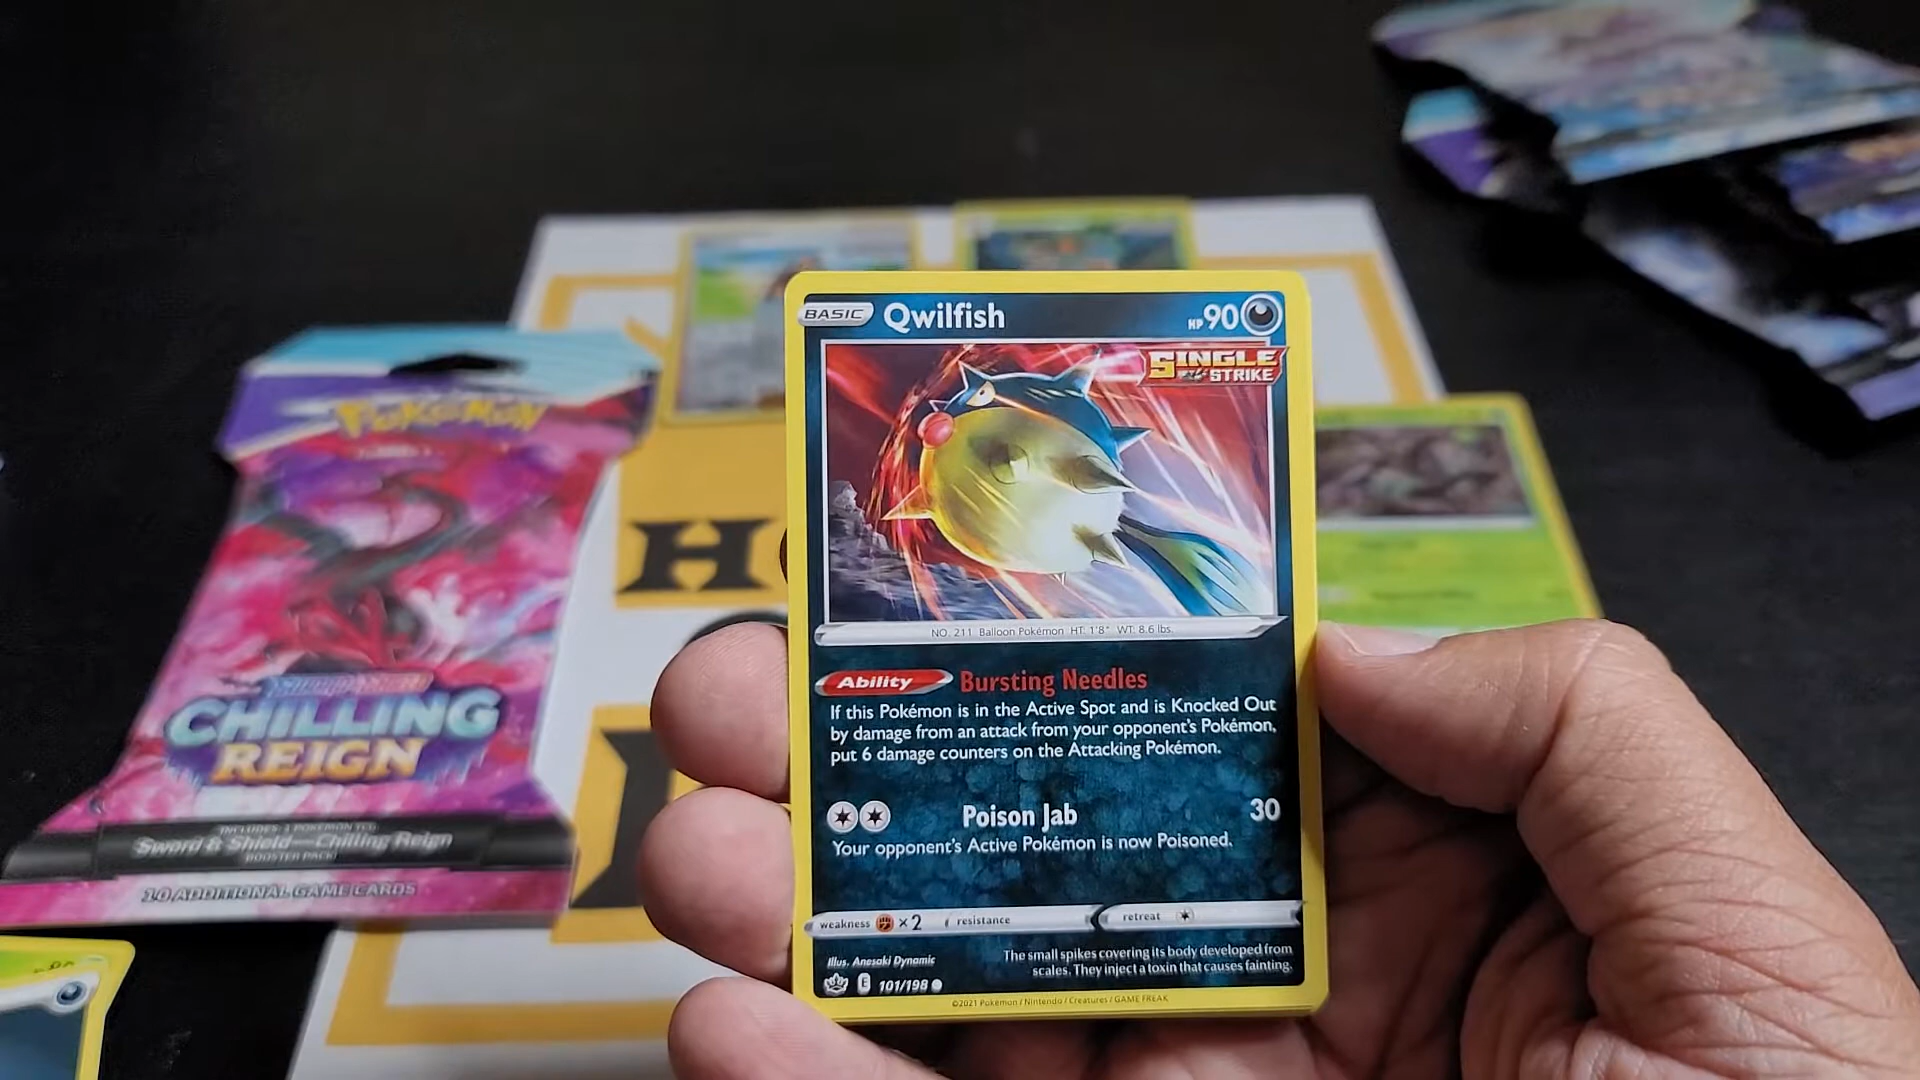 BASIC Qwilfish HP 90
SINGLE
STRIKE
NO. 211 Balloon Pokémon HT: 1'8" WT: 8.6 lbs.
Ability Bursting Needles
If this Pokémon is in the Active Spot and is Knocked Out
by damage from an attack from your opponent's Pokémon,
put 6 damage counters on the Attacking Pokémon.
Poison Jab 30
Your opponent's Active Pokémon is now Poisoned.
weakness ×2 resistance retreat
Illus. Anesaki Dynamic
The small spikes covering its body developed from
scales. They inject a toxin that causes fainting.
E 101/198
©2021 Pokémon / Nintendo / Creatures / GAME FREAK
POKÉMON
CHILLING
REIGN
INCLUDES: 1 POKÉMON TCG
Sword & Shield—Chilling Reign
BOOSTER PACK!
10 ADDITIONAL GAME CARDS
H